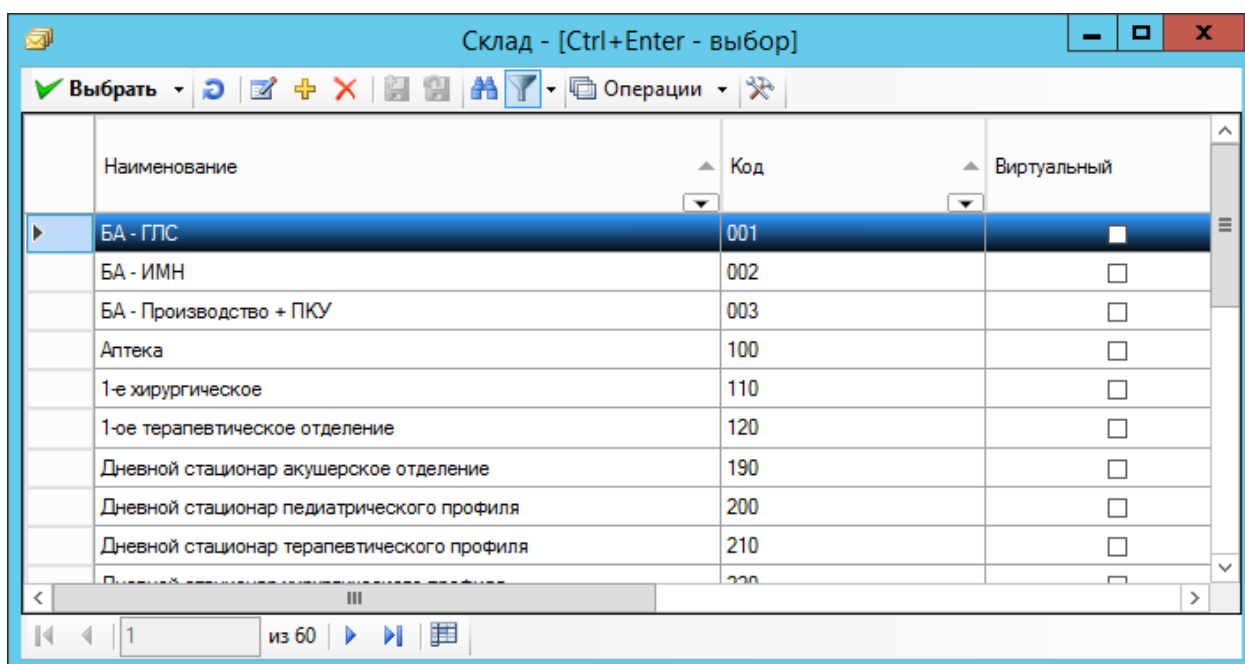 Склад - [Ctrl+Enter - выбор]
Выбрать Операции
Наименование Код Виртуальный
БА - ГЛС 001
БА - ИМН 002
БА - Производство + ПКУ 003
Аптека 100
1-е хирургическое 110
1-ое терапевтическое отделение 120
Дневной стационар акушерское отделение 190
Дневной стационар педиатрического профиля 200
Дневной стационар терапевтического профиля 210
1 из 60